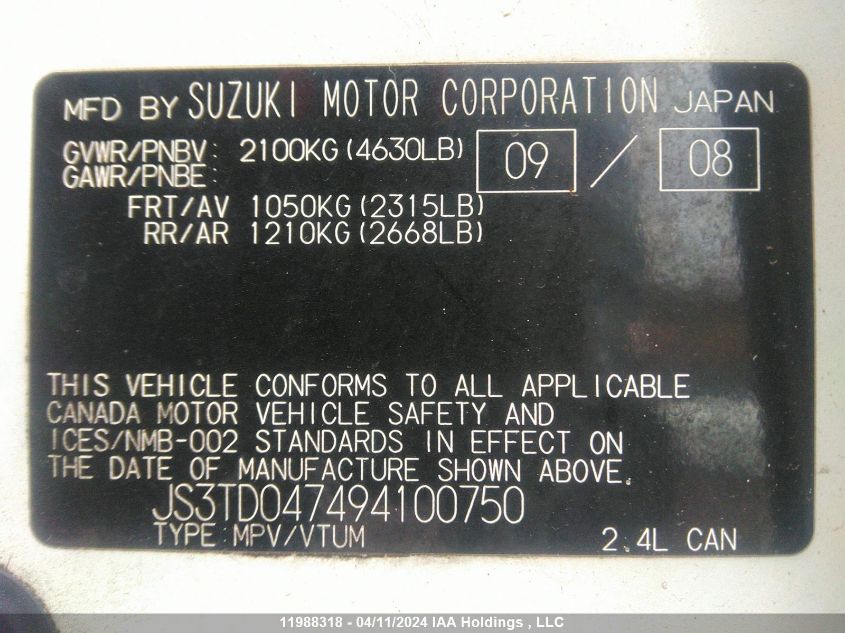 MFD BY SUZUKI MOTOR CORPORATION JAPAN
GVWR/PNBV: 2100KG(4630LB) 09 / 08
GAWR/PNBE:
FRT/AV 1050KG(2315LB)
RR/AR 1210KG(2668LB)
THIS VEHICLE CONFORMS TO ALL APPLICABLE
CANADA MOTOR VEHICLE SAFETY AND
ICES/NMB-002 STANDARDS IN EFFECT ON
THE DATE OF MANUFACTURE SHOWN ABOVE.
JS3TD047494100750
TYPE:MPV/VTUM 2.4L CAN
11988318 - 04/11/2024 IAA Holdings , LLC